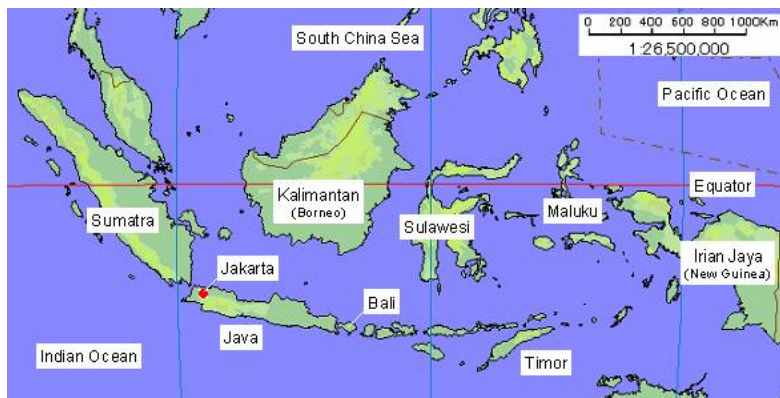 South China Sea
0 200 400 600 800 1000Km
1:26,500,000
Pacific Ocean
Equator
Kalimantan
(Borneo)
Maluku
Sumatra
Sulawesi
Irian Jaya
(New Guinea)
Jakarta
Bali
Java
Indian Ocean
Timor